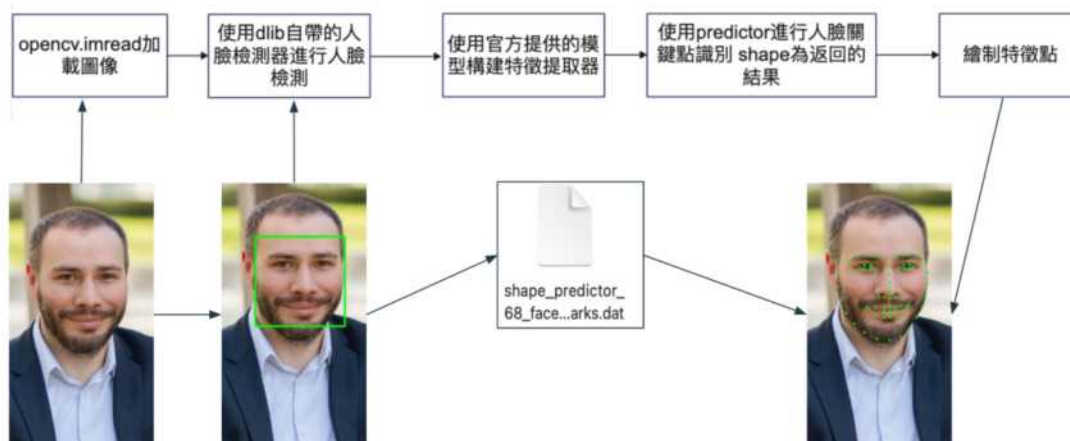 opencv.imread加
載圖像
使用dlib自帶的人
臉檢測器進行人臉
檢測
使用官方提供的模
型構建特徵提取器
使用predictor進行人臉關
鍵點識別 shape為返回的
結果
繪制特徵點
shape_predictor_
68_face...arks.dat